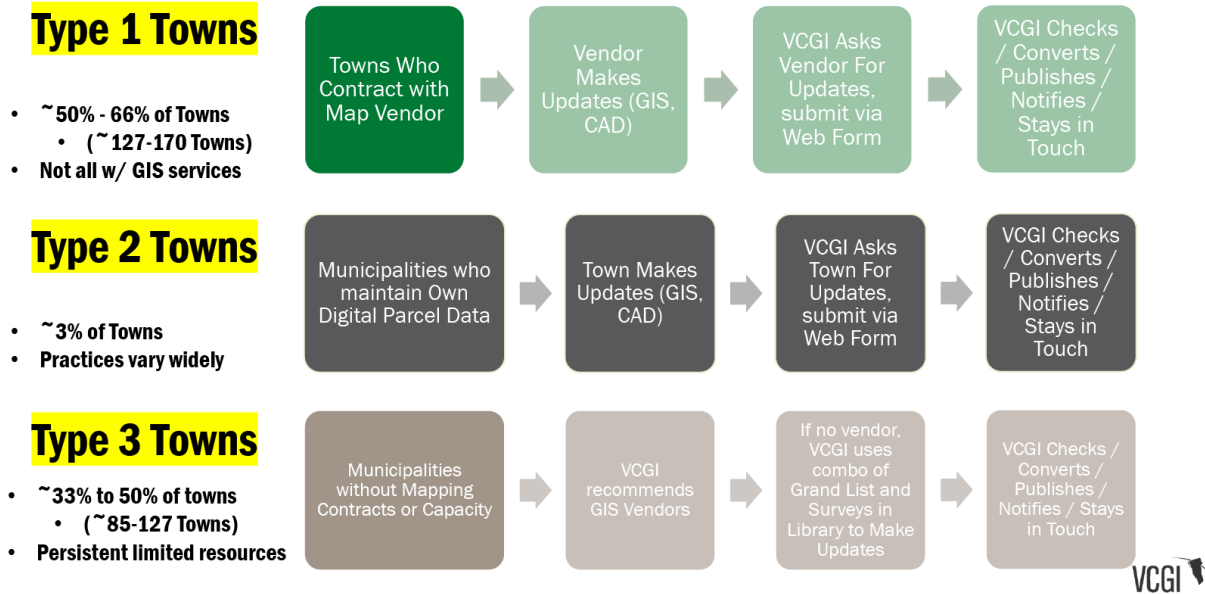 Type 1 Towns
• ~50% - 66% of Towns
• (~127-170 Towns)
• Not all w/ GIS services
Towns Who
Contract with
Map Vendor
Vendor
Makes
Updates (GIS,
CAD)
VCGI Asks
Vendor For
Updates,
submit via
Web Form
VCGI Checks
/ Converts /
Publishes /
Notifies /
Stays in
Touch
Type 2 Towns
• ~3% of Towns
• Practices vary widely
Municipalities who
maintain Own
Digital Parcel Data
Town Makes
Updates (GIS,
CAD)
VCGI Asks
Town For
Updates,
submit via
Web Form
VCGI Checks
/ Converts /
Publishes /
Notifies /
Stays in
Touch
Type 3 Towns
• ~33% to 50% of towns
• (~85-127 Towns)
• Persistent limited resources
Municipalities
without Mapping
Contracts or Capacity
VCGI
recommends
GIS Vendors
If no vendor,
VCGI uses
combo of
Grand List and
Surveys in
Library to Make
Updates
VCGI Checks /
Converts /
Publishes /
Notifies / Stays
in Touch
VCGI